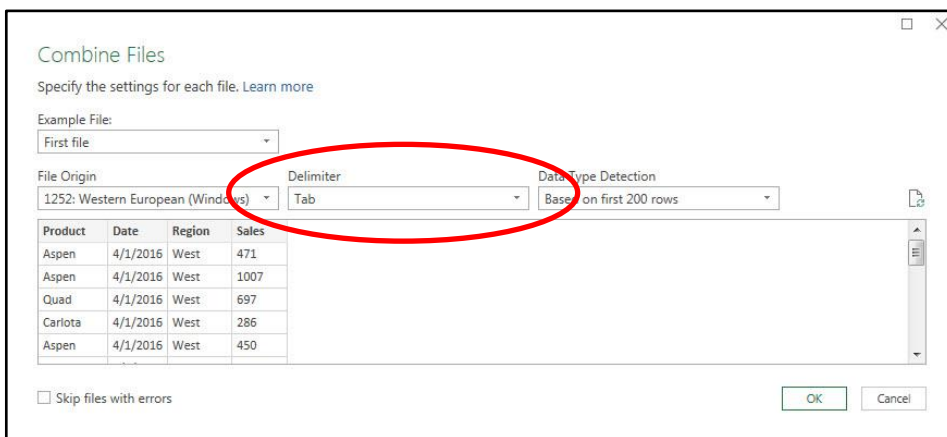 Combine Files
Specify the settings for each file. Learn more
Example File:
First file
File Origin Delimiter Data Type Detection
1252: Western European (Windows) Tab Based on first 200 rows
Product Date Region Sales
Aspen 4/1/2016 West 471
Aspen 4/1/2016 West 1007
Quad 4/1/2016 West 697
Carlota 4/1/2016 West 286
Aspen 4/1/2016 West 450
Skip files with errors OK Cancel